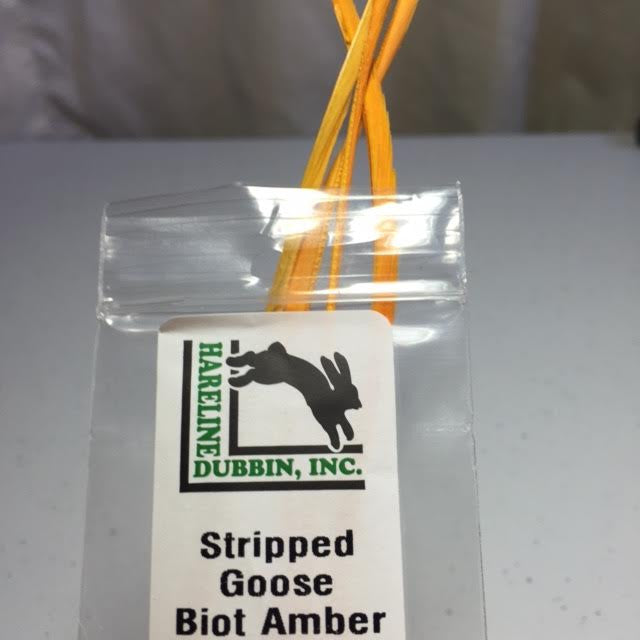 HARELINE
DUBBIN, INC.
Stripped
Goose
Biot Amber